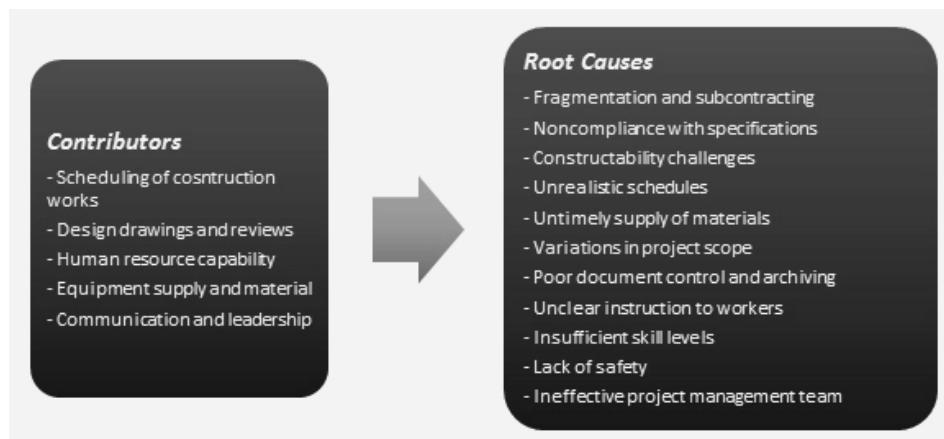 Contributors
- Scheduling of cosntruction
works
- Design drawings and reviews
- Human resource capability
- Equipment supply and material
- Communication and leadership
Root Causes
- Fragmentation and subcontracting
- Noncompliance with specifications
- Constructability challenges
- Unrealistic schedules
- Untimely supply of materials
- Variations in project scope
- Poor document control and archiving
- Unclear instruction to workers
- Insufficient skill levels
- Lack of safety
- Ineffective project management team